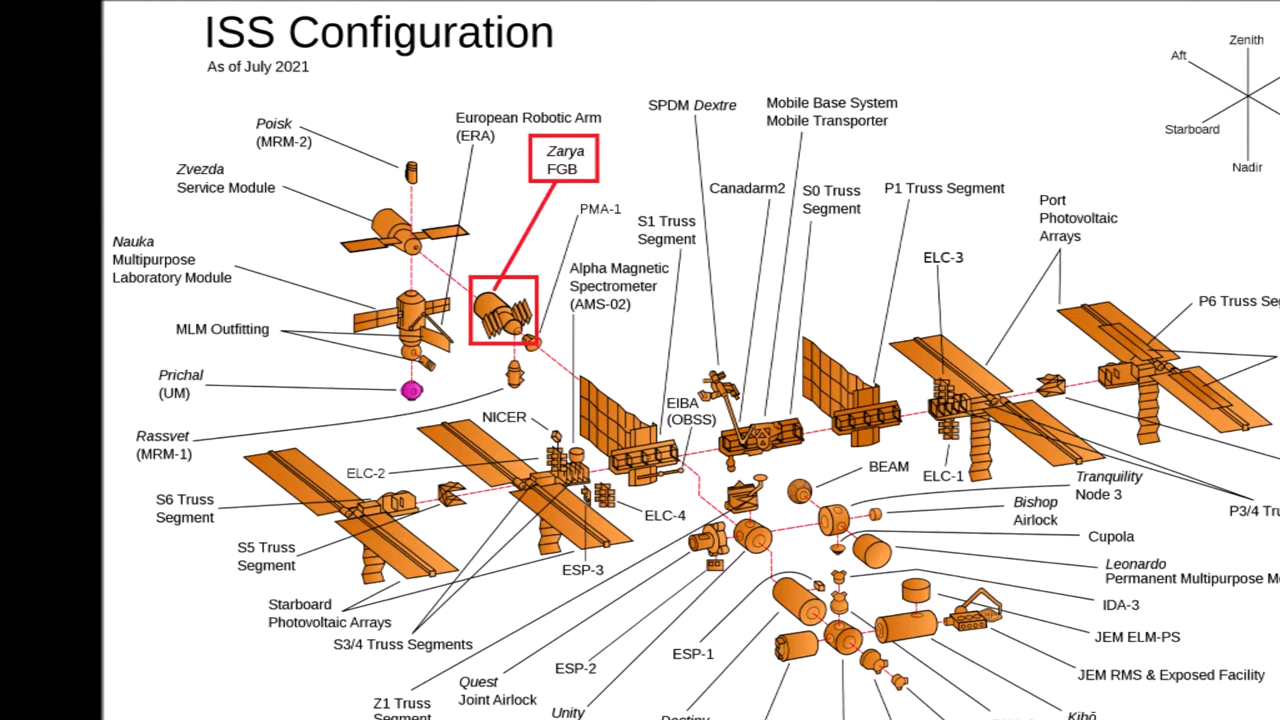 ISS Configuration
As of July 2021
Zenith
Aft
Starboard
Nadir
Poisk
(MRM-2)
European Robotic Arm
(ERA)
Zarya
FGB
SPDM Dextre
Mobile Base System
Mobile Transporter
Zvezda
Service Module
PMA-1
S1 Truss
Segment
Canadarm2
S0 Truss
Segment
P1 Truss Segment
Port
Photovoltaic
Arrays
Nauka
Multipurpose
Laboratory Module
Alpha Magnetic
Spectrometer
(AMS-02)
ELC-3
P6 Truss Se
MLM Outfitting
Prichal
(UM)
Rassvet
(MRM-1)
NICER
EIBA
(OBSS)
ELC-2
BEAM
ELC-1
Tranquility
Node 3
S6 Truss
Segment
ELC-4
Bishop
Airlock
P3/4 Tru
S5 Truss
Segment
ESP-3
Cupola
Leonardo
Permanent Multipurpose M
Starboard
Photovoltaic Arrays
IDA-3
S3/4 Truss Segments
JEM ELM-PS
ESP-2
ESP-1
JEM RMS & Exposed Facility
Quest
Joint Airlock
Z1 Truss
Segment
Unity
Destiny
Kibō